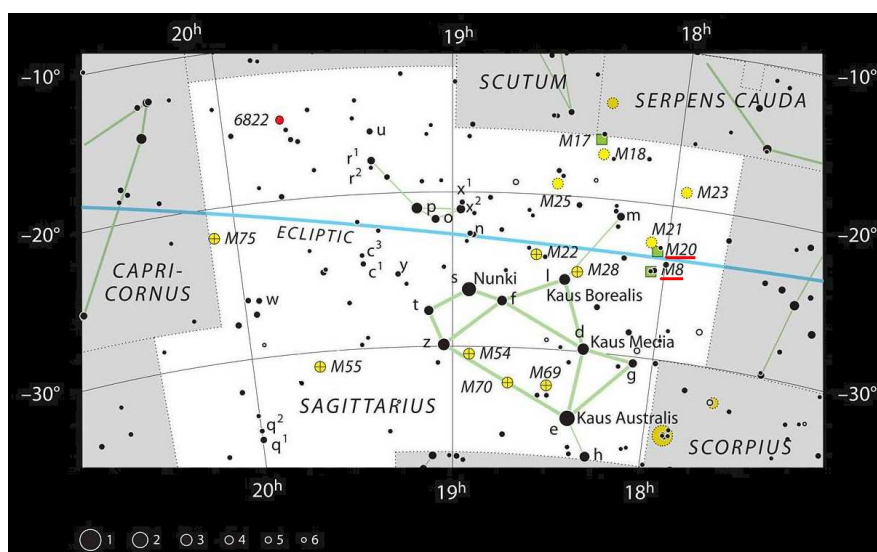 20h
19h
18h
–10°
–10°
SCUTUM
SERPENS CAUDA
6822
u
M17
M18
r1
r2
x1
M25
M23
p
x2
o
m
n
M21
ECLIPTIC
M75
c3
M22
M20
CAPRI-
CORNUS
c1
v
s
Nunki
l
M28
M8
–20°
–20°
w
t
f
Kaus Borealis
z
d
Kaus Media
M54
M55
M70
M69
g
–30°
–30°
SAGITTARIUS
Kaus Australis
q2
q1
e
h
SCORPIUS
20h
19h
18h
1
2
3
4
5
6